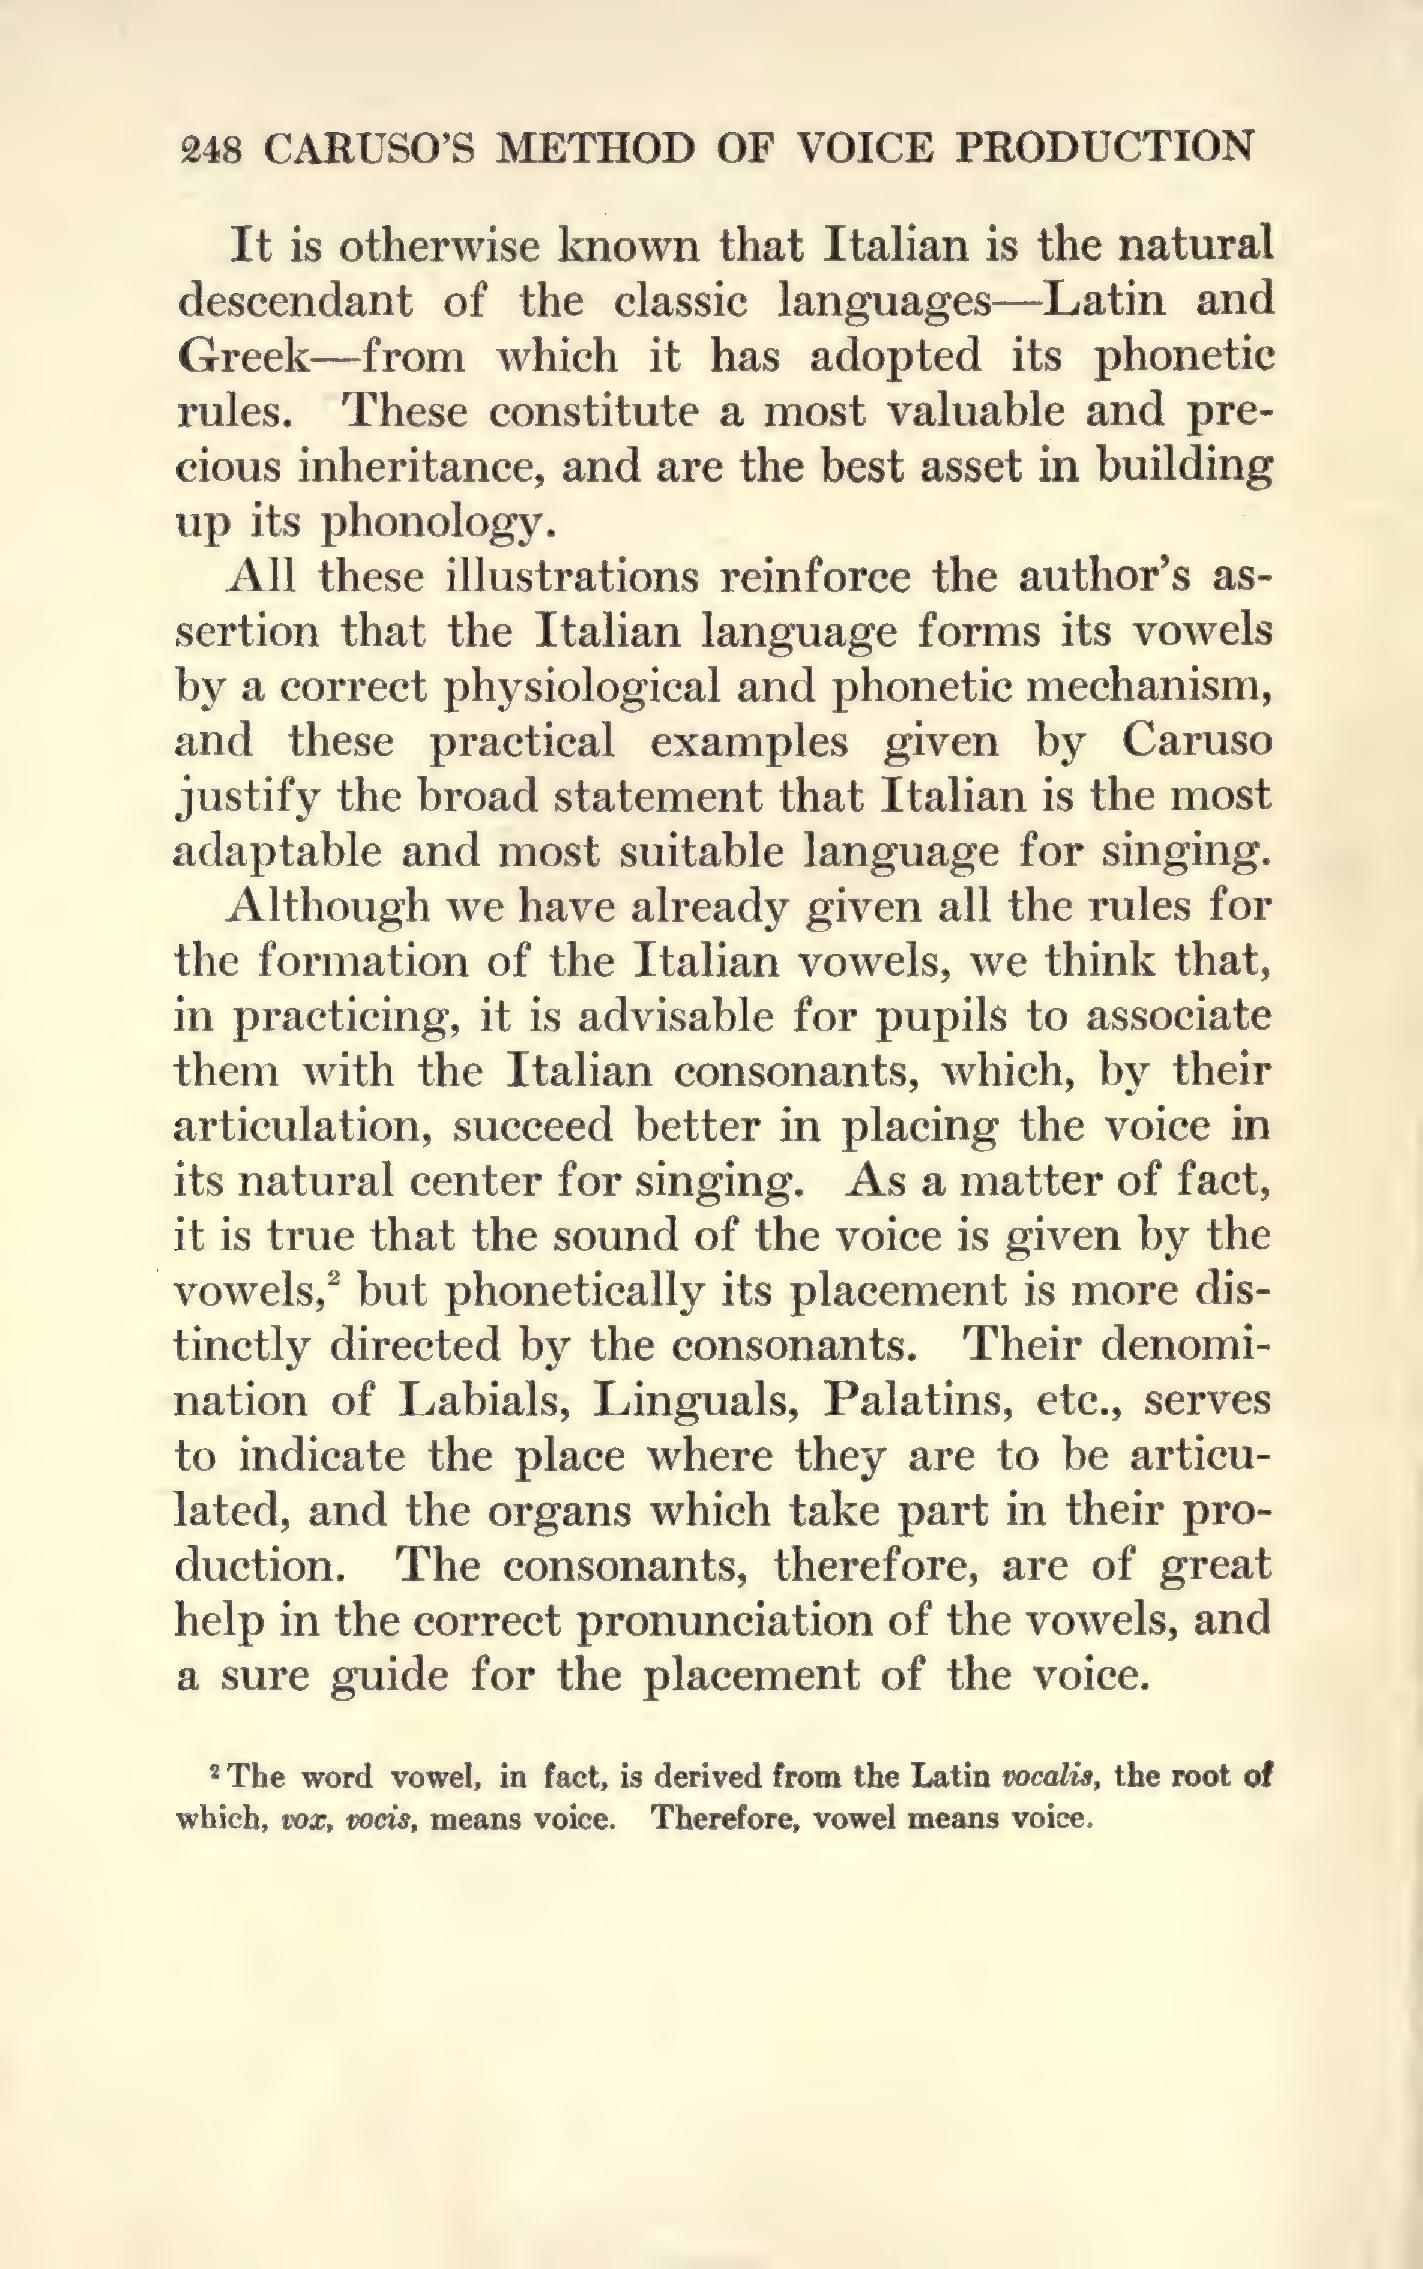 248 CARUSO'S METHOD OF VOICE PRODUCTION
It is otherwise known that Italian is the natural
descendant of the classic languages—Latin and
Greek—from which it has adopted its phonetic
rules. These constitute a most valuable and pre-
cious inheritance, and are the best asset in building
up its phonology.
All these illustrations reinforce the author's as-
sertion that the Italian language forms its vowels
by a correct physiological and phonetic mechanism,
and these practical examples given by Caruso
justify the broad statement that Italian is the most
adaptable and most suitable language for singing.
Although we have already given all the rules for
the formation of the Italian vowels, we think that,
in practicing, it is advisable for pupils to associate
them with the Italian consonants, which, by their
articulation, succeed better in placing the voice in
its natural center for singing. As a matter of fact,
it is true that the sound of the voice is given by the
vowels,² but phonetically its placement is more dis-
tinctly directed by the consonants. Their denomi-
nation of Labials, Linguals, Palatins, etc., serves
to indicate the place where they are to be articu-
lated, and the organs which take part in their pro-
duction. The consonants, therefore, are of great
help in the correct pronunciation of the vowels, and
a sure guide for the placement of the voice.
² The word vowel, in fact, is derived from the Latin vocalis, the root of
which, vox, vocis, means voice. Therefore, vowel means voice.